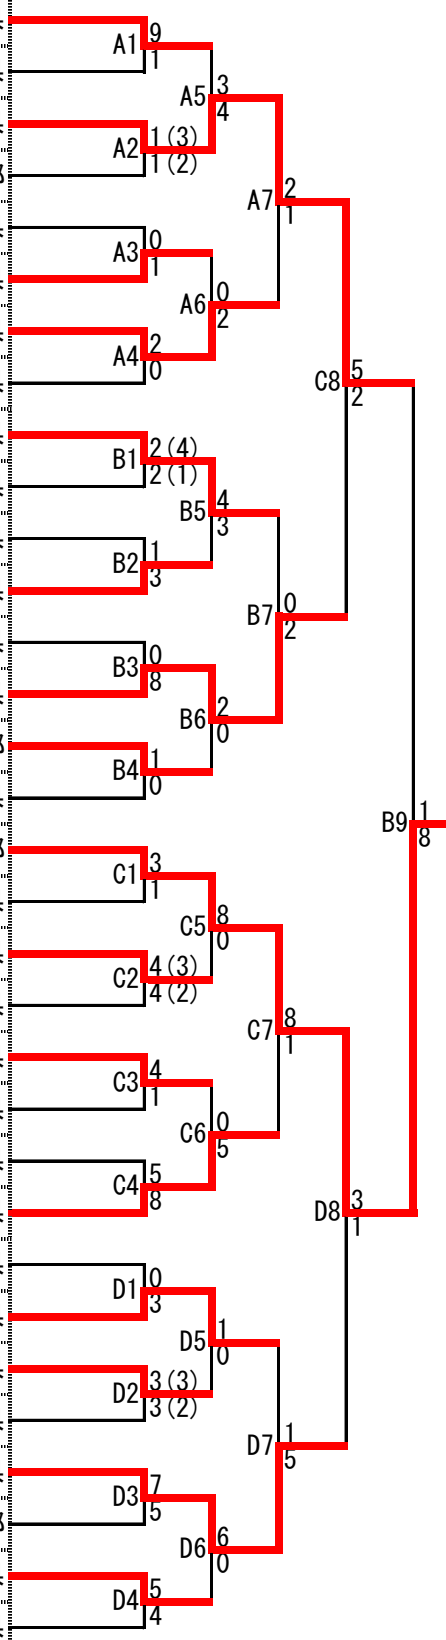 A1 9
1
A5 3
4
A2 1(3)
1(2)
A7 2
1
A3 0
1
A6 0
2
A4 2
0
C8 5
2
B1 2(4)
2(1)
B5 4
3
B2 1
3
B7 0
2
B3 0
8
B6 2
0
B4 1
0
B9 1
8
C1 3
1
C5 8
0
C2 4(3)
4(2)
C7 8
1
C3 4
1
C6 0
5
C4 5
8
D8 3
1
D1 0
3
D5 1
0
D2 3(3)
3(2)
D7 1
5
D3 7
5
D6 6
0
D4 5
4